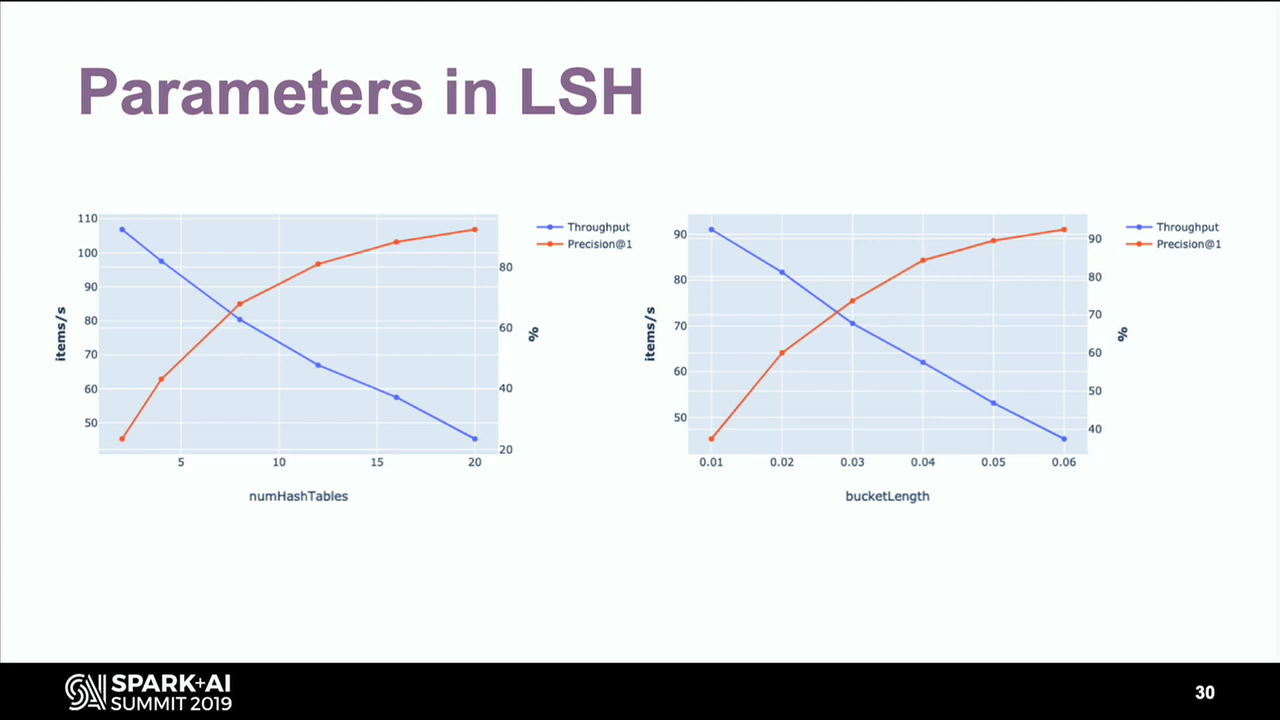 Parameters in LSH
110
100
90
80
70
60
50
items/s
80
60
40
20
%
5 10 15 20
numHashTables
Throughput
Precision@1
90
80
70
60
50
items/s
90
80
70
60
50
40
%
0.01 0.02 0.03 0.04 0.05 0.06
bucketLength
Throughput
Precision@1
SPARK+AI
SUMMIT 2019
30